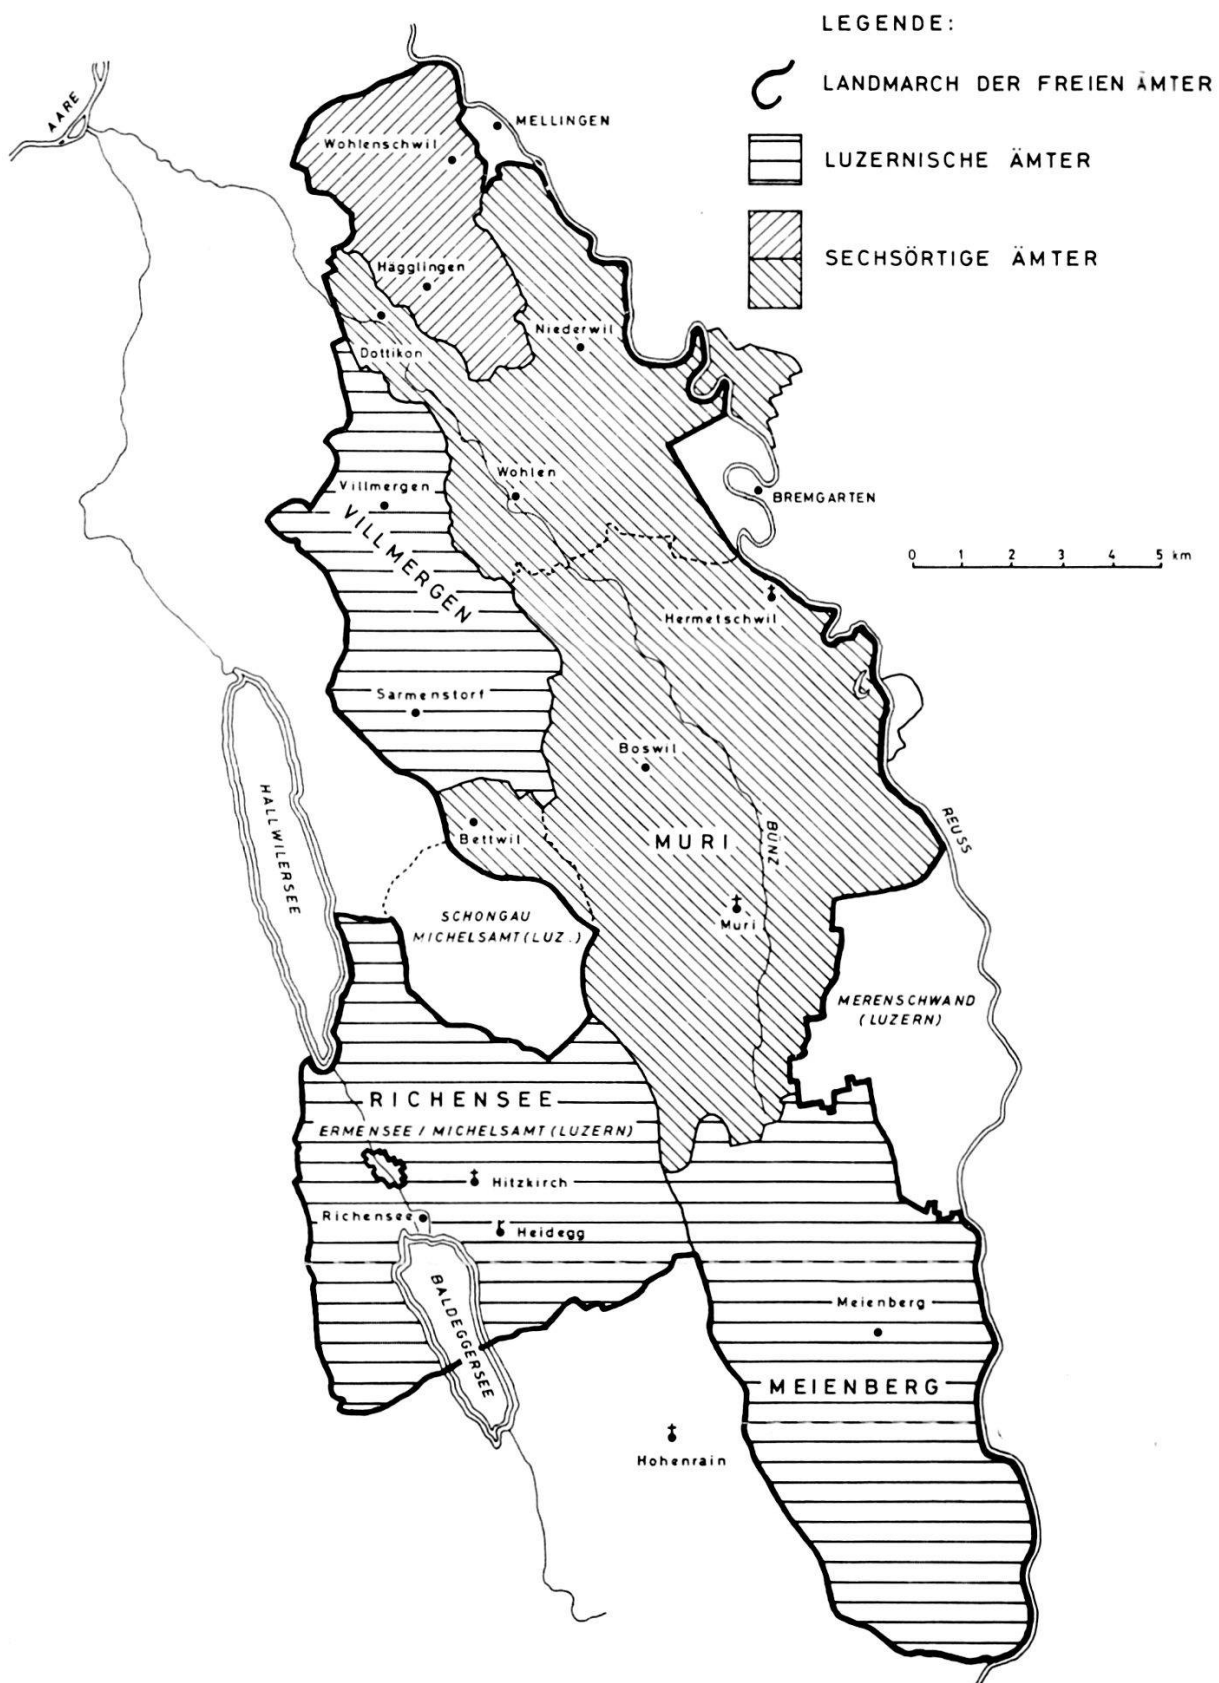 LEGENDE:
LANDMARCH DER FREIEN ÄMTER
LUZERNISCHE ÄMTER
SECHSÖRTIGE ÄMTER
AARE
MELLINGEN
Wohlenschwil
Hägglingen
Niederwil
Dottikon
Wohlen
Villmergen
BREMGARTEN
VILLMERGEN
0 1 2 3 4 5 km
Hermetschwil
Sarmenstorf
Boswil
HALLWILERSEE
Bettwil
MURI
BÜNZ
REUSS
Muri
SCHONGAU
MICHELSAMT (LUZ.)
MERENSCHWAND
(LUZERN)
RICHENSEE
ERMENSEE / MICHELSAMT (LUZERN)
Hitzkirch
Richensee
Heidegg
BALDEGGERSEE
Meienberg
MEIENBERG
Hohenrain